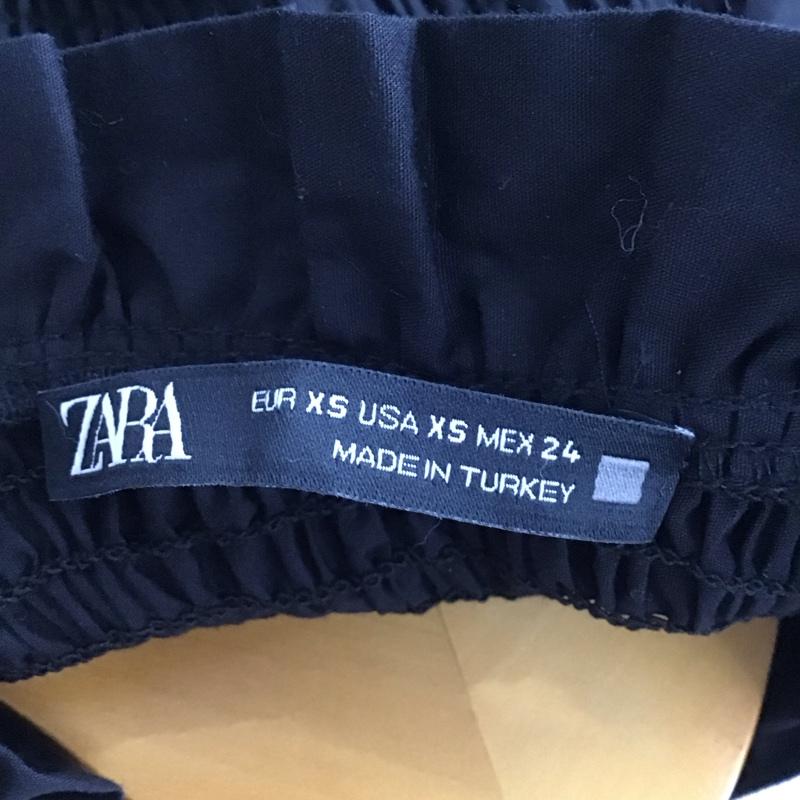 ZARA
EUR XS USA XS MEX 24
MADE IN TURKEY